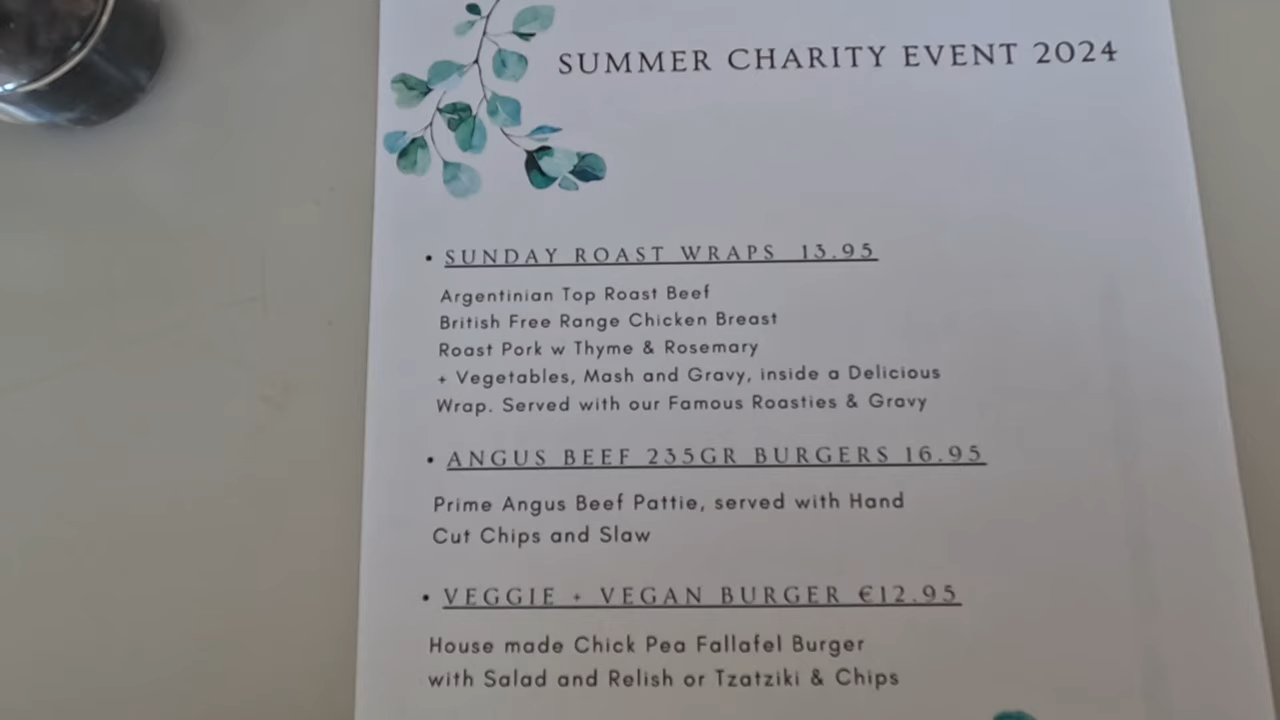 SUMMER CHARITY EVENT 2024
• SUNDAY ROAST WRAPS 13.95
Argentinian Top Roast Beef
British Free Range Chicken Breast
Roast Pork w Thyme & Rosemary
+ Vegetables, Mash and Gravy, inside a Delicious
Wrap. Served with our Famous Roasties & Gravy
• ANGUS BEEF 235GR BURGERS 16.95
Prime Angus Beef Pattie, served with Hand
Cut Chips and Slaw
• VEGGIE + VEGAN BURGER €12.95
House made Chick Pea Fallafel Burger
with Salad and Relish or Tzatziki & Chips